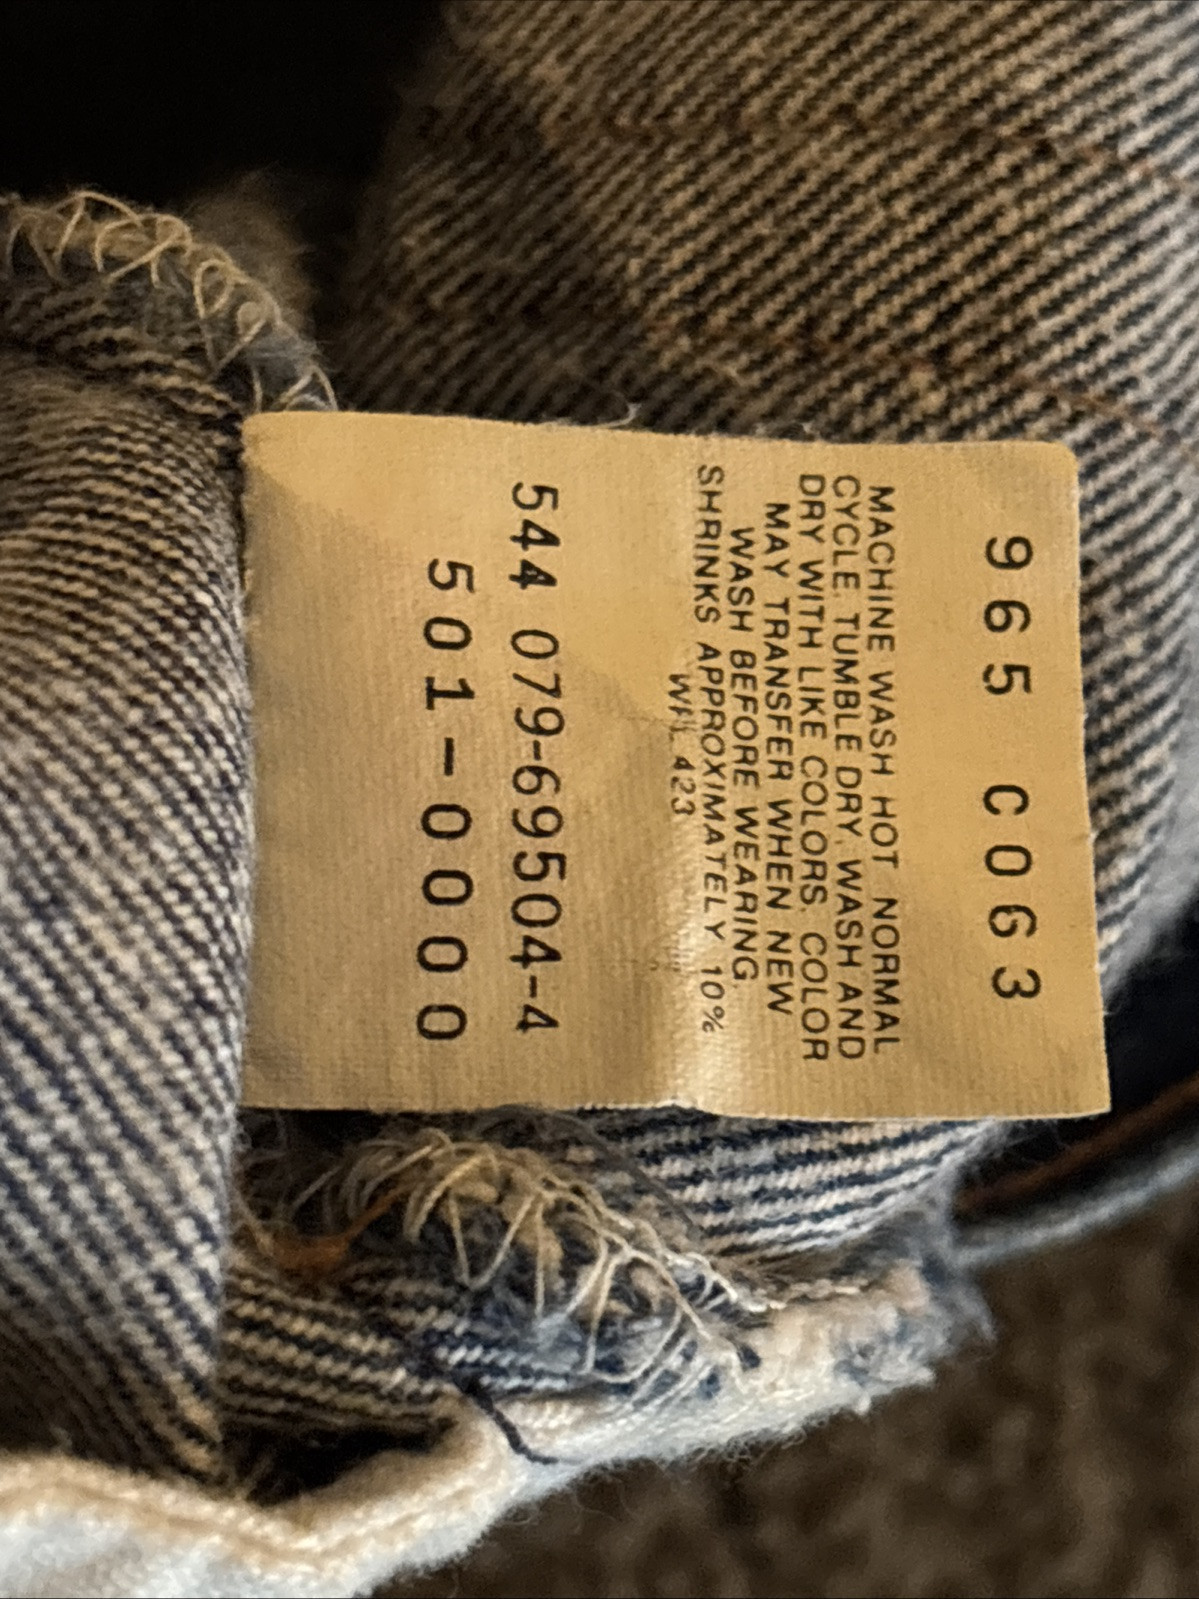 965 C063
MACHINE WASH HOT NORMAL
CYCLE. TUMBLE DRY. WASH AND
DRY WITH LIKE COLORS. COLOR
MAY TRANSFER WHEN NEW
WASH BEFORE WEARING
SHRINKS APPROXIMATELY 10%
WPL 423
544 079-69504-4
501-0000